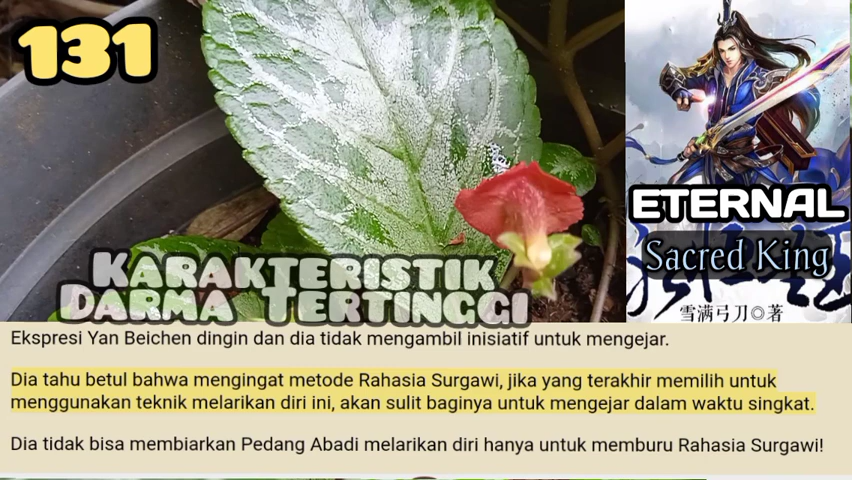 131
KARAKTERISTIK
DARMA TERTINGGI
ETERNAL
Sacred King
雪满弓刀◎著
Ekspresi Yan Beichen dingin dan dia tidak mengambil inisiatif untuk mengejar.
Dia tahu betul bahwa mengingat metode Rahasia Surgawi, jika yang terakhir memilih untuk
menggunakan teknik melarikan diri ini, akan sulit baginya untuk mengejar dalam waktu singkat.
Dia tidak bisa membiarkan Pedang Abadi melarikan diri hanya untuk memburu Rahasia Surgawi!